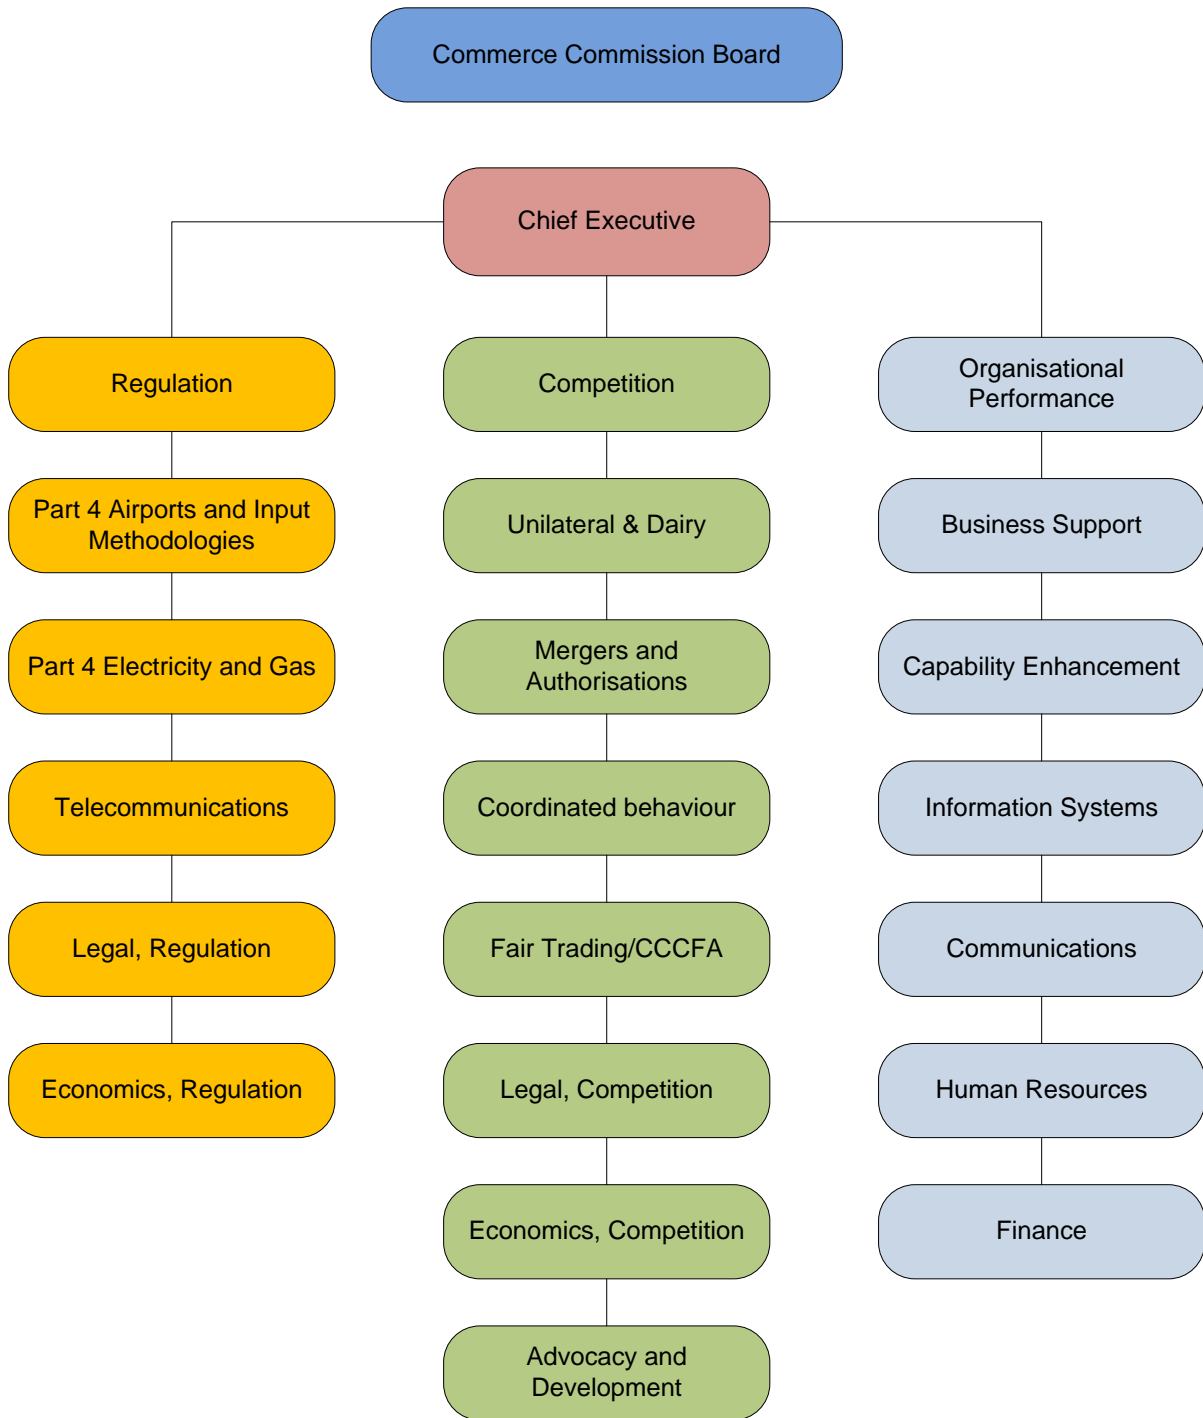 Commerce Commission Board
Chief Executive
Regulation
Competition
Organisational
Performance
Part 4 Airports and Input
Methodologies
Unilateral & Dairy
Business Support
Part 4 Electricity and Gas
Mergers and
Authorisations
Capability Enhancement
Telecommunications
Coordinated behaviour
Information Systems
Legal, Regulation
Fair Trading/CCCFA
Communications
Economics, Regulation
Legal, Competition
Human Resources
Economics, Competition
Finance
Advocacy and
Development